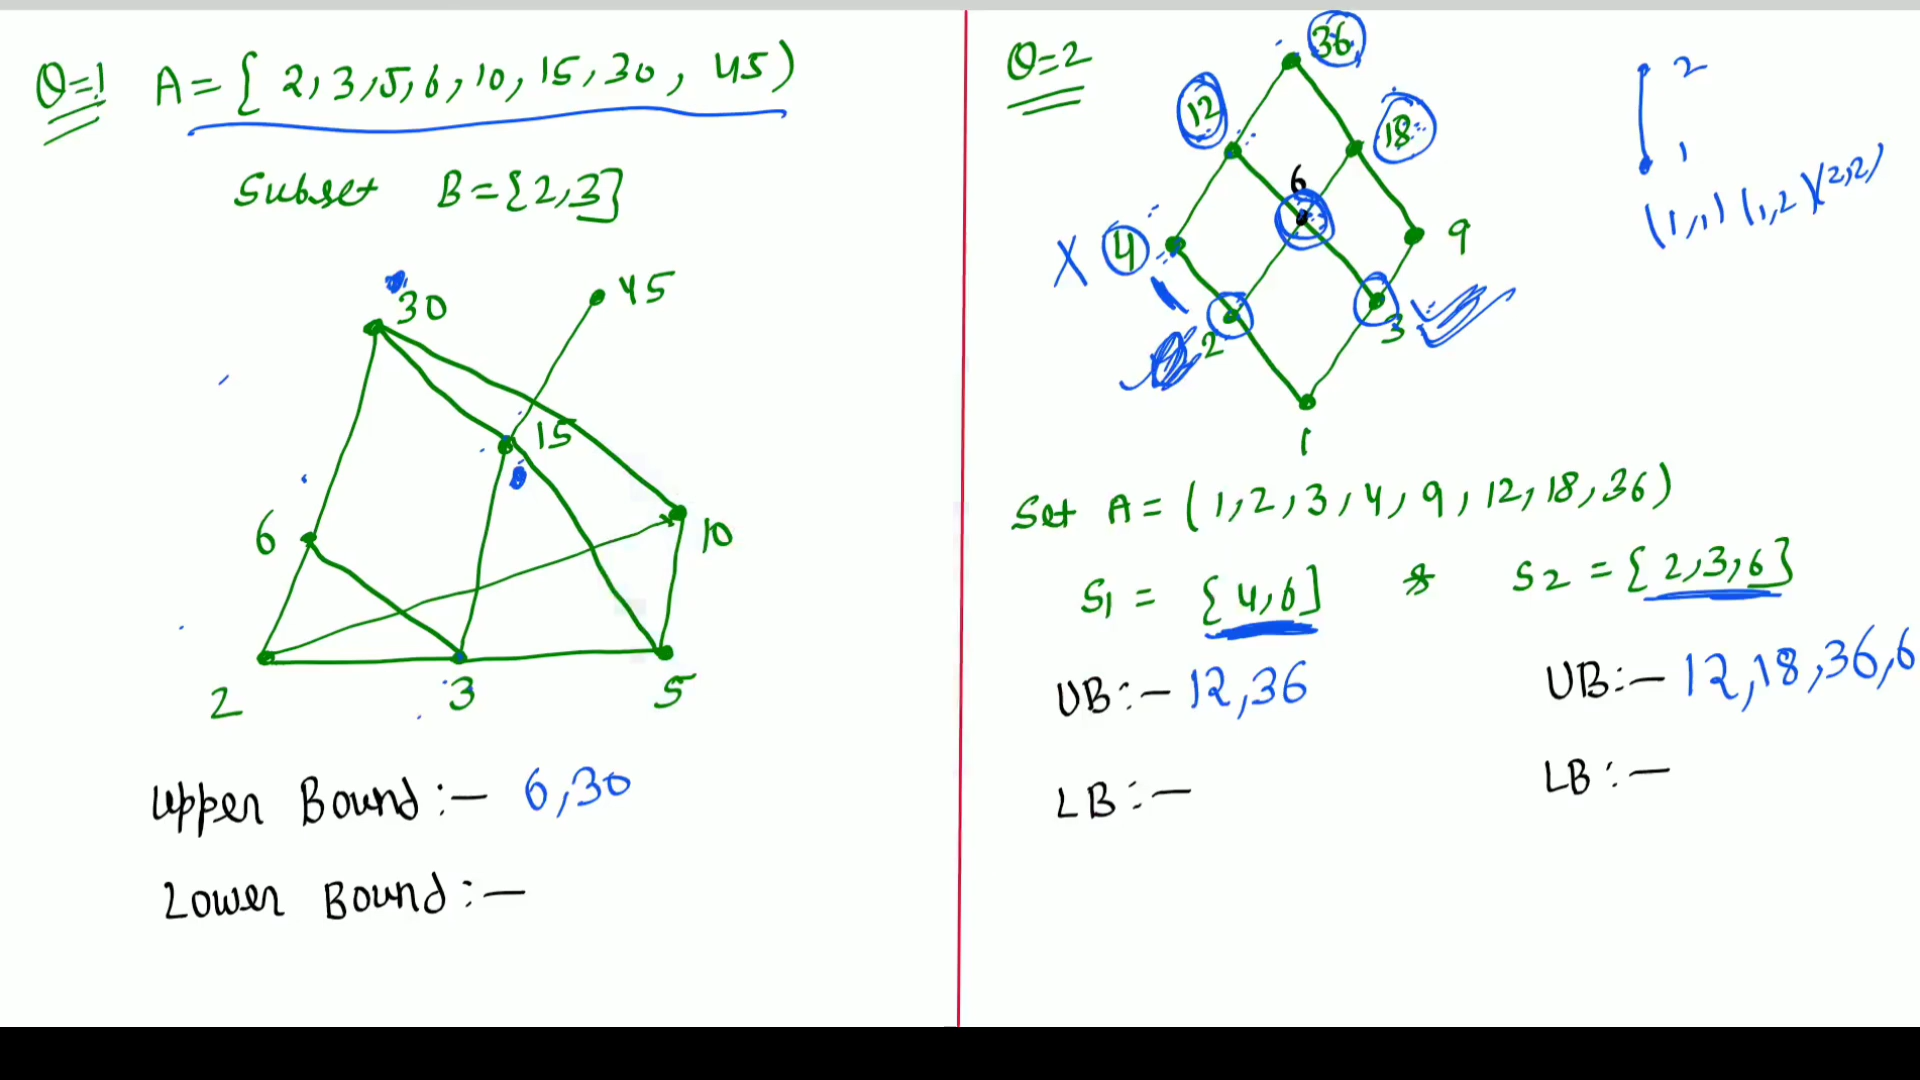 Q=1 A={ 2,3,5,6,10,15,30, 45)
Subset B={2,3}
30
45
15
6
10
2
3
5
Upper Bound:- 6,30
Lower Bound:-
Q=2
36
12
18
6
X 4
9
2
3
1
2
1
(1,1) (1,2)(2,2)
Set A= (1,2,3,4,9,12,18,36)
S1 = {4,6} * S2 = {2,3,6}
UB:- 12,36
UB:- 12,18,36,6
LB:-
LB:-